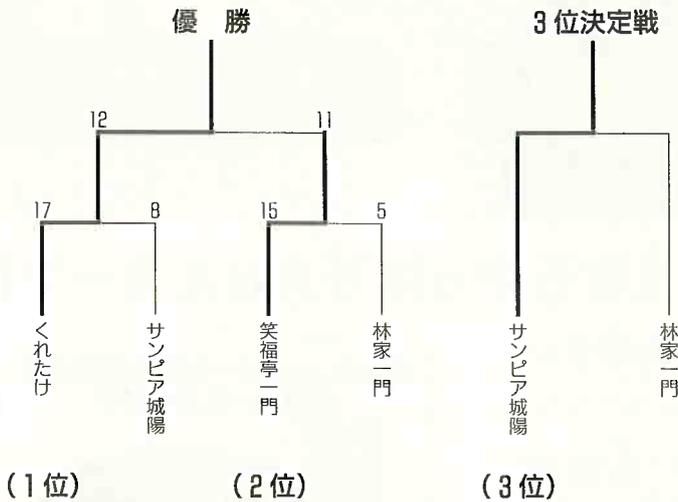 優 勝
3位決定戦
12
11
17
8
15
5
くれたけ
サンピア城陽
笑福亭一門
林家一門
サンピア城陽
林家一門
(1位)
(2位)
(3位)